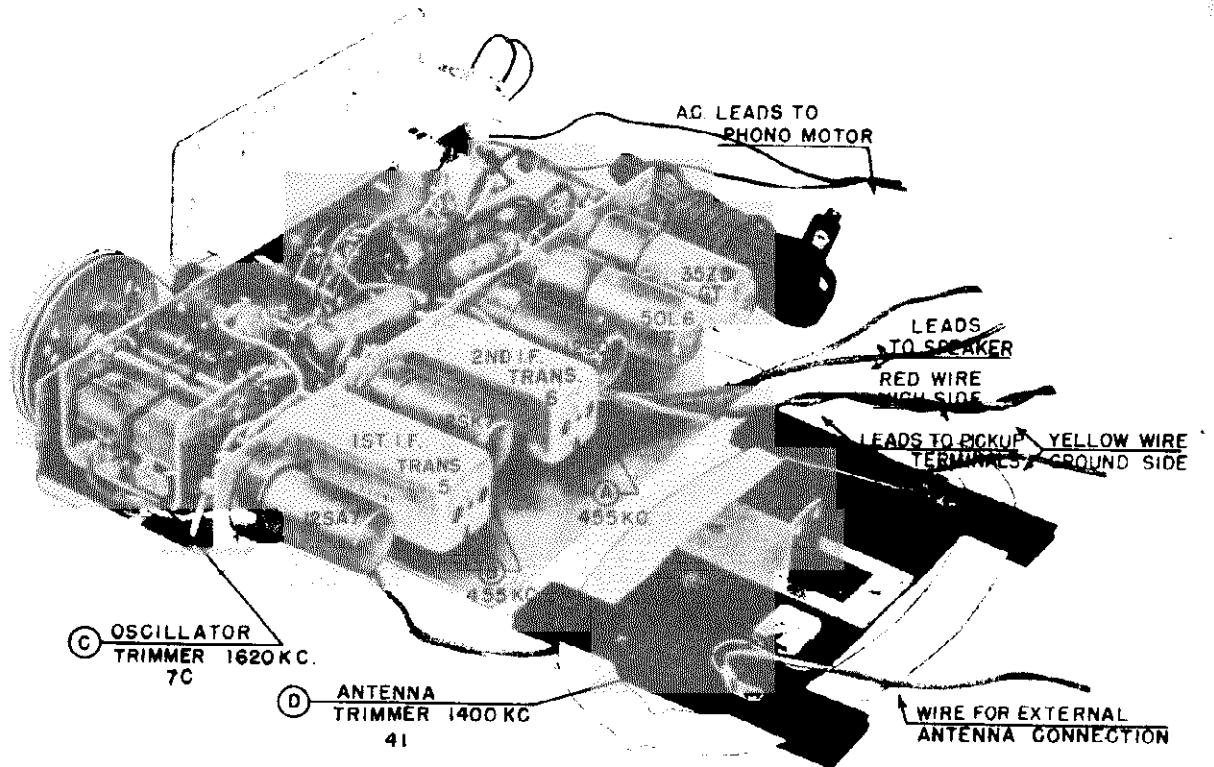 A.C. LEADS TO
PHONO MOTOR
50L6
GT
LEADS
TO SPEAKER
2ND I.F.
TRANS
6
RED WIRE
HIGH SIDE
1ST I.F.
TRANS
5
LEADS TO PICKUP
TERMINALS
YELLOW WIRE
GROUND SIDE
455 KC
455 KC
C OSCILLATOR
TRIMMER 1620 KC.
7C
D ANTENNA
TRIMMER 1400 KC
41
WIRE FOR EXTERNAL
ANTENNA CONNECTION